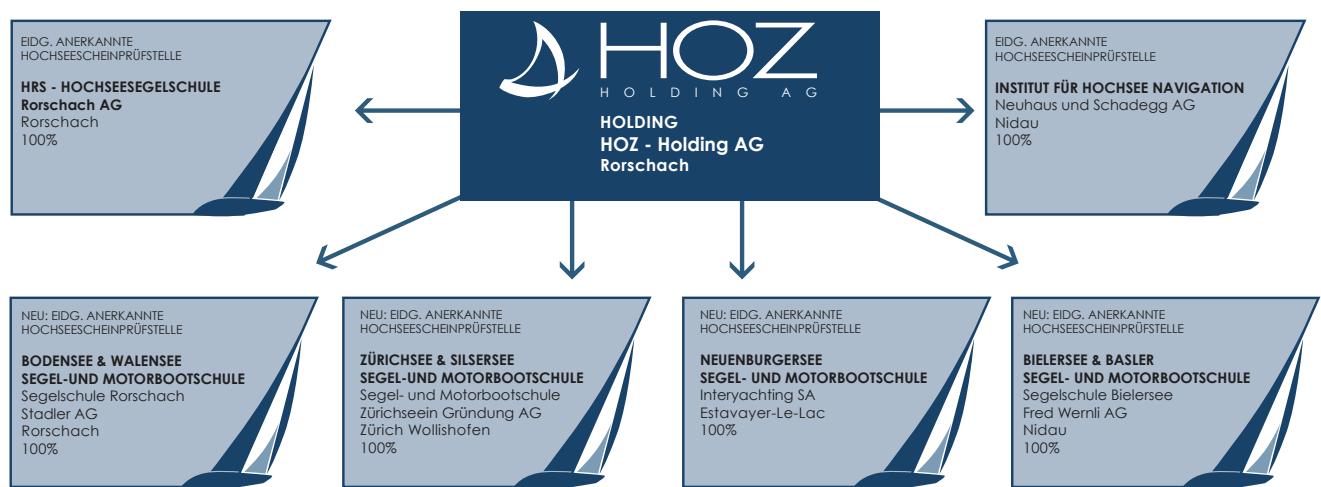 EIDG. ANERKANNTE
HOCHSEESCHEINPRÜFSTELLE
HRS - HOCHSEESEGELSCHULE
Rorschach AG
Rorschach
100%
HOZ
HOLDING AG
HOLDING
HOZ - Holding AG
Rorschach
EIDG. ANERKANNTE
HOCHSEESCHEINPRÜFSTELLE
INSTITUT FÜR HOCHSEE NAVIGATION
Neuhaus und Schadegg AG
Nidau
100%
NEU: EIDG. ANERKANNTE
HOCHSEESCHEINPRÜFSTELLE
BODENSEE & WALENSEE
SEGEL-UND MOTORBOOTSCHULE
Segelschule Rorschach
Stadler AG
Rorschach
100%
NEU: EIDG. ANERKANNTE
HOCHSEESCHEINPRÜFSTELLE
ZÜRICHSEE & SILSERSEE
SEGEL-UND MOTORBOOTSCHULE
Segel- und Motorbootschule
Zürichseein Gründung AG
Zürich Wollishofen
100%
NEU: EIDG. ANERKANNTE
HOCHSEESCHEINPRÜFSTELLE
NEUENBURGERSEE
SEGEL- UND MOTORBOOTSCHULE
Interyachting SA
Estavayer-Le-Lac
100%
NEU: EIDG. ANERKANNTE
HOCHSEESCHEINPRÜFSTELLE
BIELERSEE & BASLER
SEGEL- UND MOTORBOOTSCHULE
Segelschule Bielersee
Fred Wernli AG
Nidau
100%